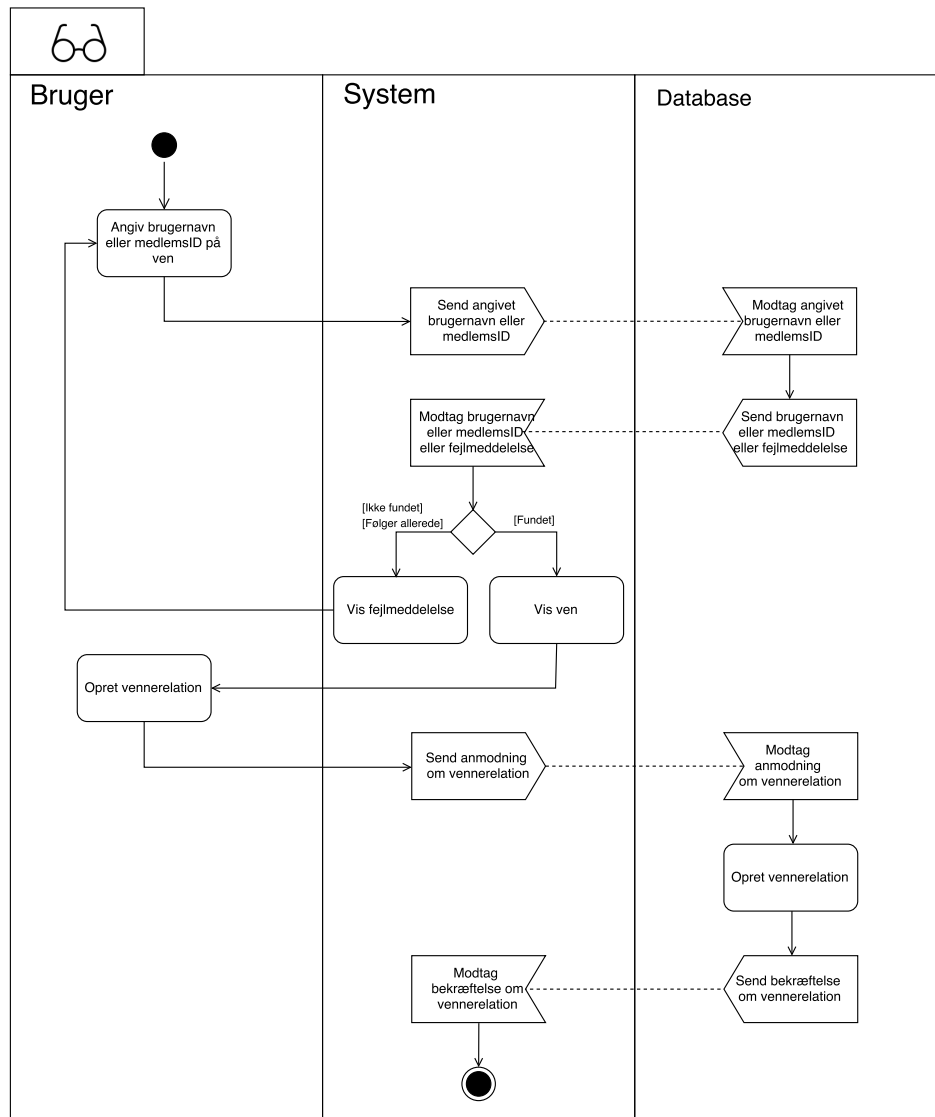 Bruger
System
Database
Angiv brugernavn
eller medlemsID på
ven
Send angivet
brugernavn eller
medlemsID
Modtag angivet
brugernavn eller
medlemsID
Modtag brugernavn
eller medlemsID
eller fejlmeddelelse
Send brugernavn
eller medlemsID
eller fejlmeddelelse
[Ikke fundet]
[Følger allerede]
[Fundet]
Vis fejlmeddelelse
Vis ven
Opret vennerelation
Send anmodning
om vennerelation
Modtag
anmodning
om vennerelation
Opret vennerelation
Modtag
bekræftelse om
vennerelation
Send bekræftelse
om vennerelation